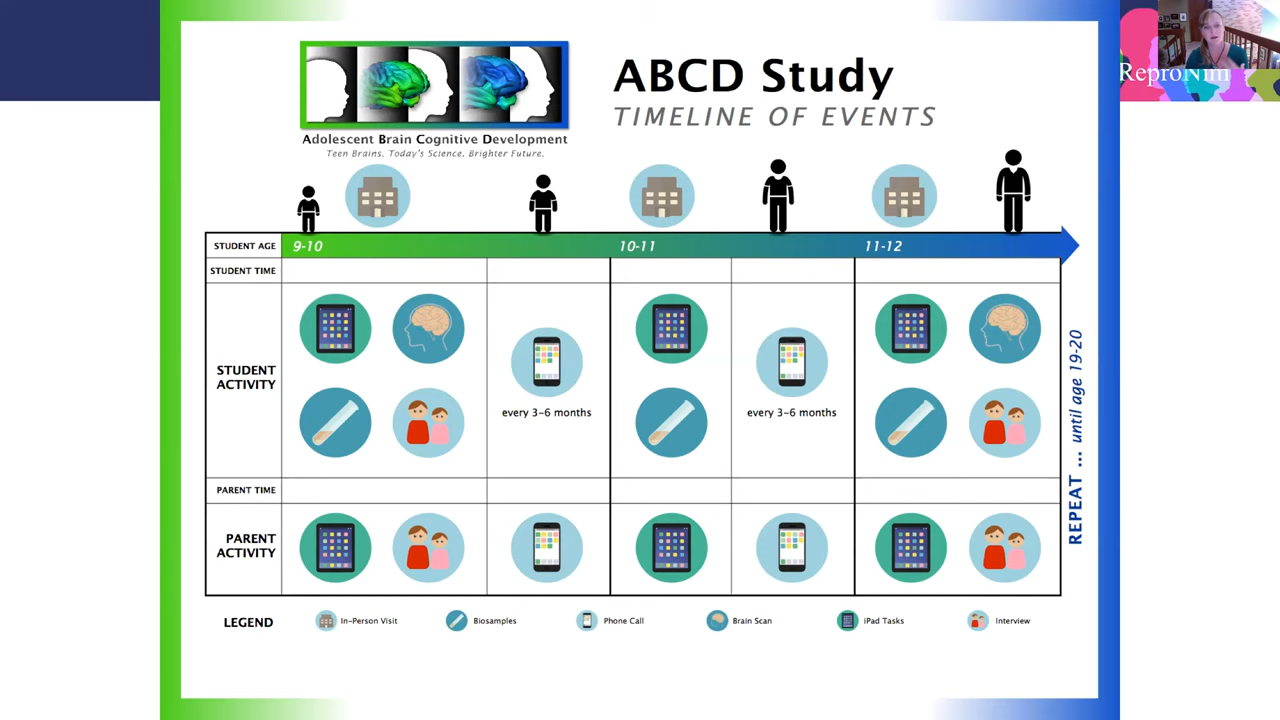 ReproNim
ABCD Study
TIMELINE OF EVENTS
Adolescent Brain Cognitive Development
Teen Brains. Today's Science. Brighter Future.
STUDENT AGE
9-10
10-11
11-12
STUDENT TIME
STUDENT
ACTIVITY
every 3-6 months
every 3-6 months
PARENT TIME
PARENT
ACTIVITY
REPEAT ... until age 19-20
LEGEND
In-Person Visit
Biosamples
Phone Call
Brain Scan
iPad Tasks
Interview